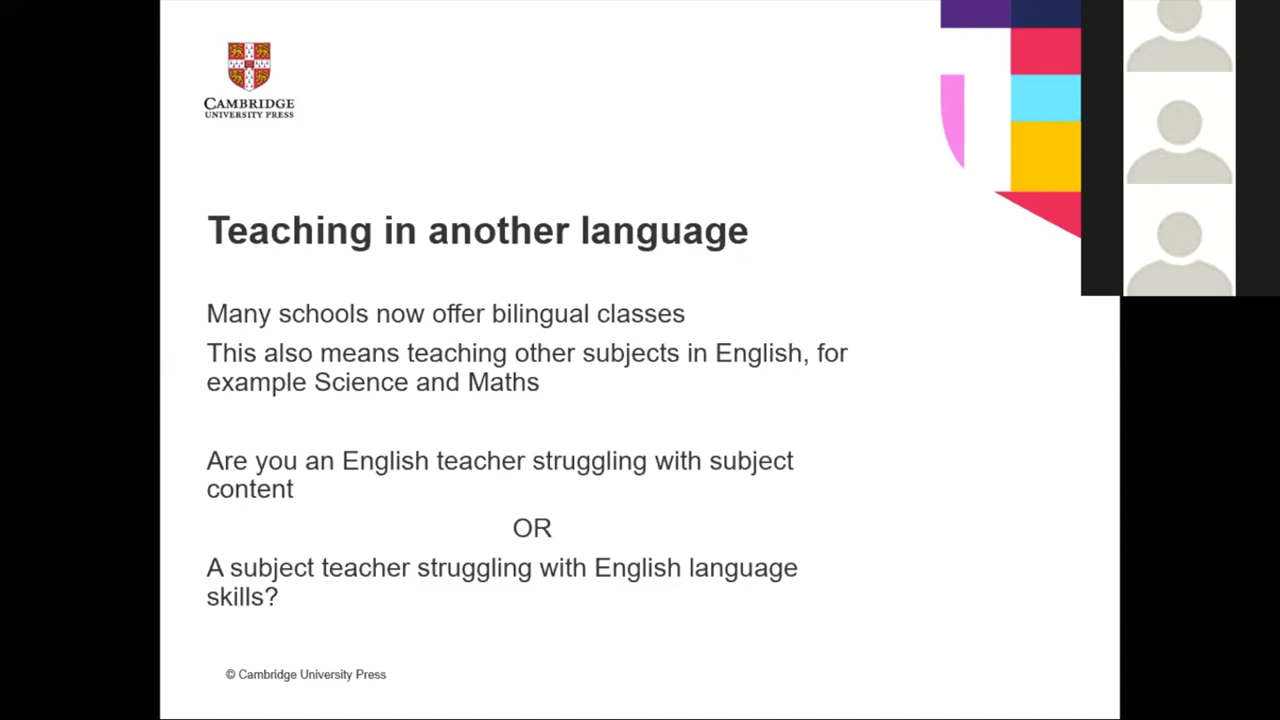 CAMBRIDGE
UNIVERSITY PRESS
Teaching in another language
Many schools now offer bilingual classes
This also means teaching other subjects in English, for
example Science and Maths
Are you an English teacher struggling with subject
content
OR
A subject teacher struggling with English language
skills?
© Cambridge University Press